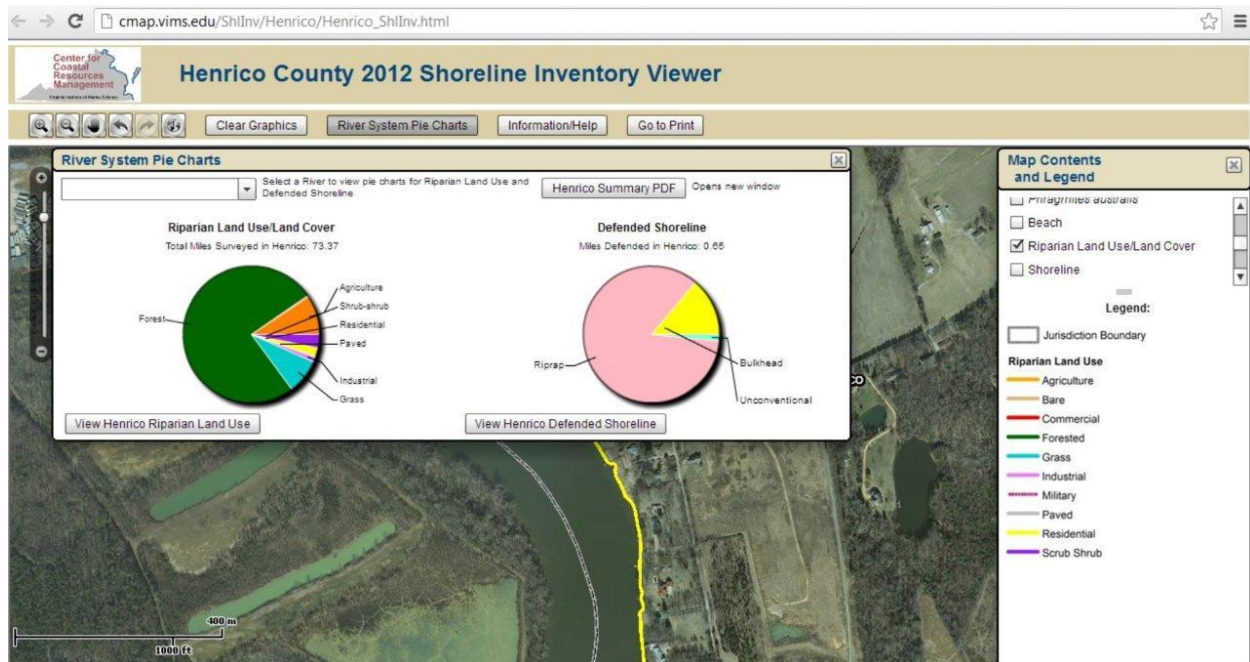 cmap.vims.edu/ShlInv/Henrico/Henrico_ShlInv.html
Center for
Coastal
Resources
Management
Henrico County 2012 Shoreline Inventory Viewer
Clear Graphics
River System Pie Charts
Information/Help
Go to Print
River System Pie Charts
Select a River to view pie charts for Riparian Land Use and
Defended Shoreline
Henrico Summary PDF
Opens new window
Riparian Land Use/Land Cover
Total Miles Surveyed in Henrico: 73.37
Forest
Agriculture
Shrub-shrub
Residential
Paved
Industrial
Grass
View Henrico Riparian Land Use
Defended Shoreline
Miles Defended in Henrico: 0.65
Riprap
Bulkhead
Unconventional
View Henrico Defended Shoreline
Map Contents
and Legend
Phragmites australis
Beach
Riparian Land Use/Land Cover
Shoreline
Legend:
Jurisdiction Boundary
Riparian Land Use
Agriculture
Bare
Commercial
Forested
Grass
Industrial
Military
Paved
Residential
Scrub Shrub
400 m
1000 ft